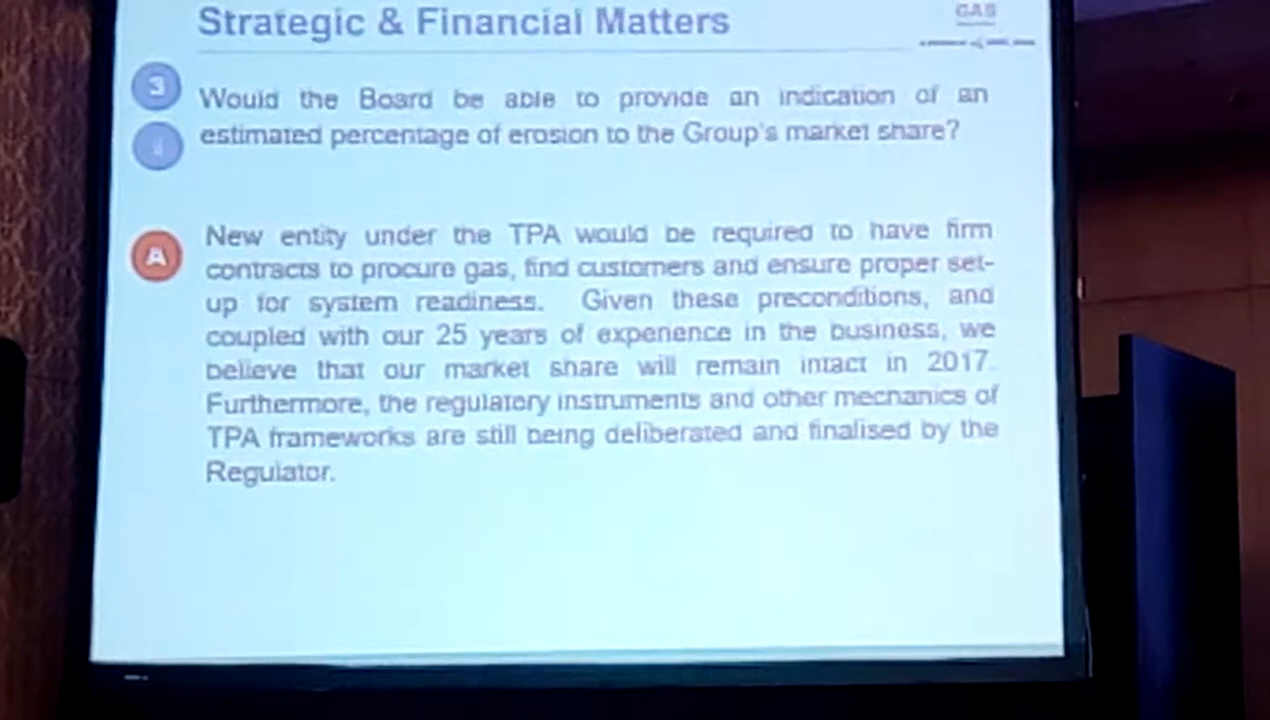 Strategic & Financial Matters
GAS
3
Would the Board be able to provide an indication of an
estimated percentage of erosion to the Group's market share?
A
New entity under the TPA would be required to have firm
contracts to procure gas, find customers and ensure proper set-
up for system readiness. Given these preconditions, and
coupled with our 25 years of experience in the business, we
believe that our market share will remain intact in 2017.
Furthermore, the regulatory instruments and other mechanics of
TPA frameworks are still being deliberated and finalised by the
Regulator.